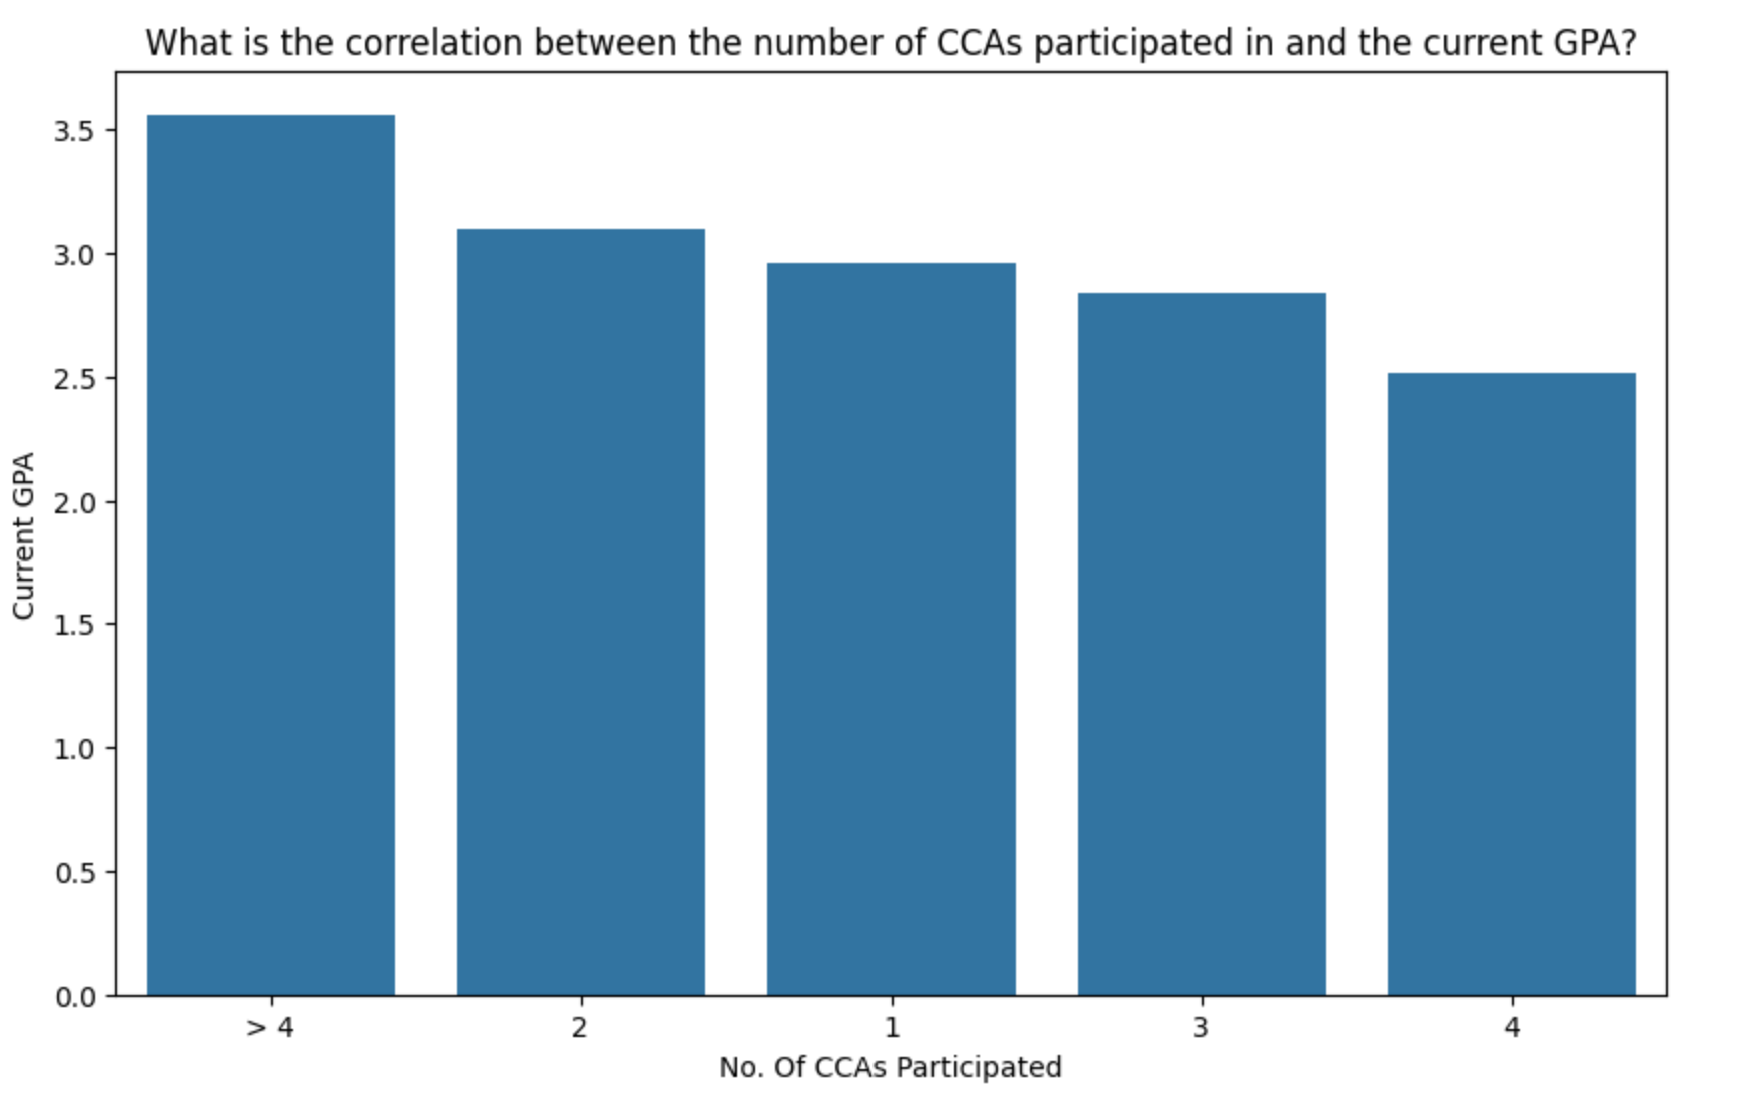 What is the correlation between the number of CCAs participated in and the current GPA?
3.5
3.0
2.5
2.0
1.5
1.0
0.5
0.0
Current GPA
> 4 2 1 3 4
No. Of CCAs Participated